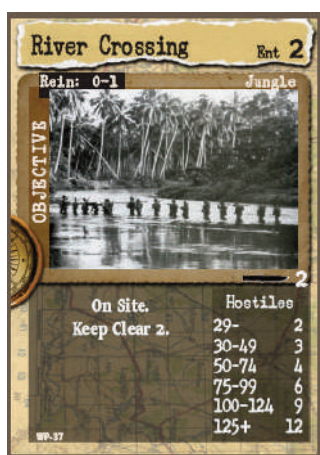 River Crossing Ent 2
Rein: 0-1 Jungle
OBJECTIVE
2
On Site.
Keep Clear 2.
Hostiles
29- 2
30-49 3
50-74 4
75-99 6
100-124 9
125+ 12
WP-37